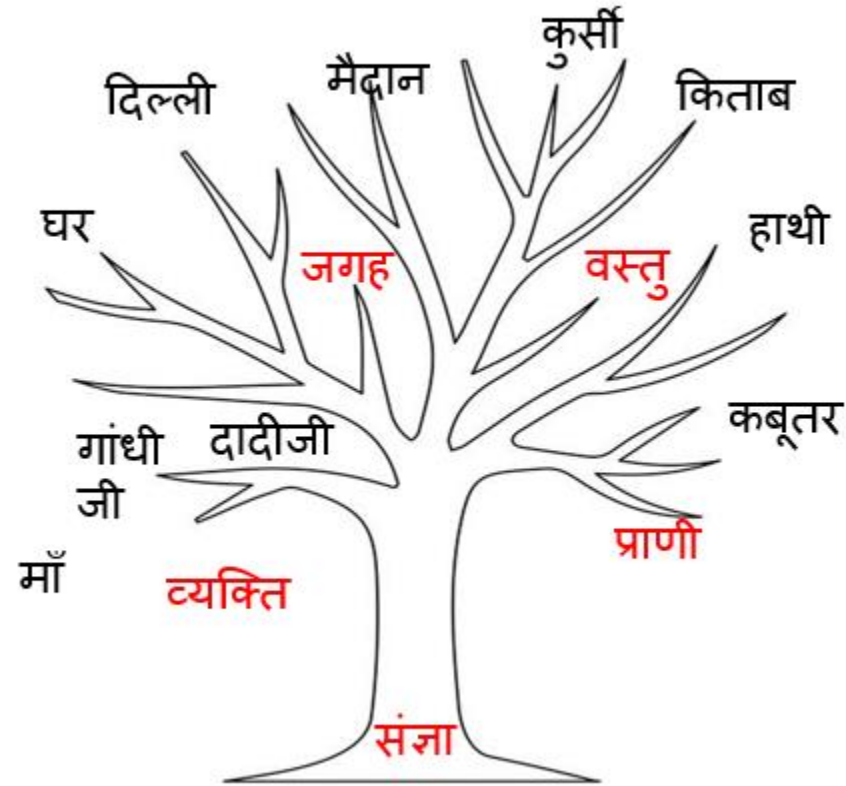 कुर्सी
मैदान
दिल्ली
किताब
घर
हाथी
जगह
वस्तु
कबूतर
दादीजी
गांधी
जी
प्राणी
माँ
व्यक्ति
संज्ञा